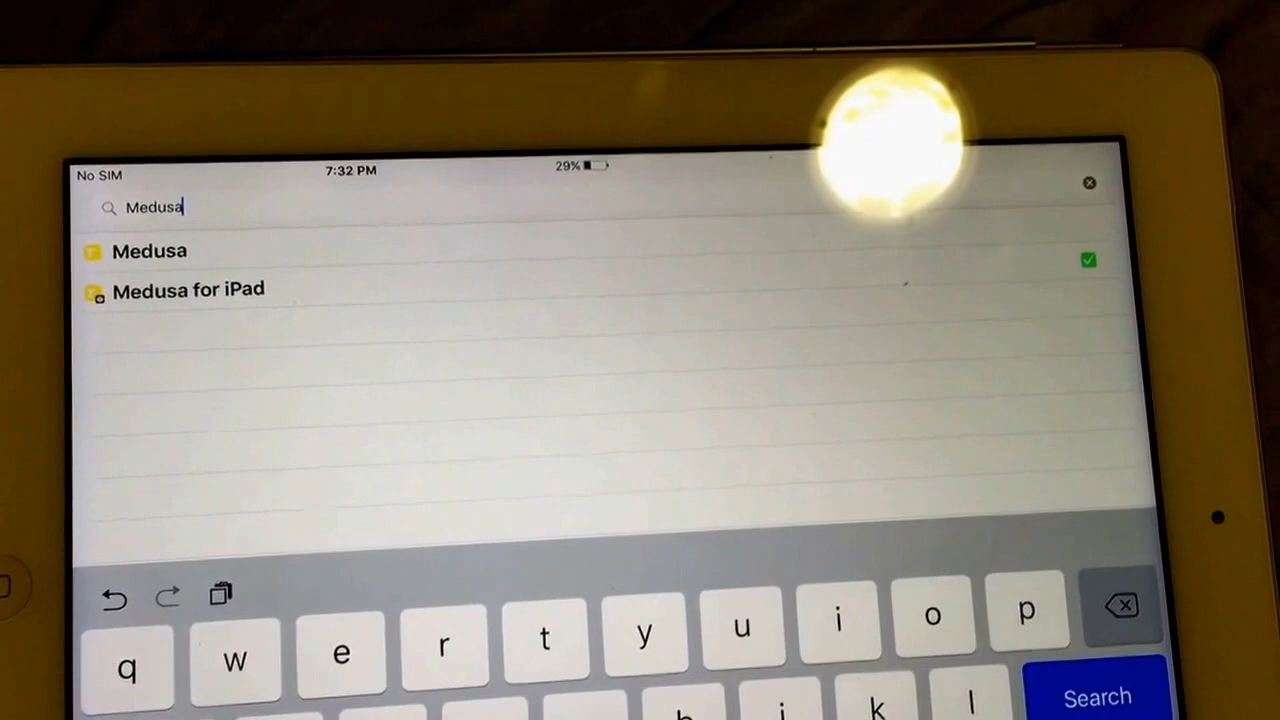 No SIM 7:32 PM 29%
Medusa
Medusa
Medusa for iPad
q w e r t y u i o p
k l Search